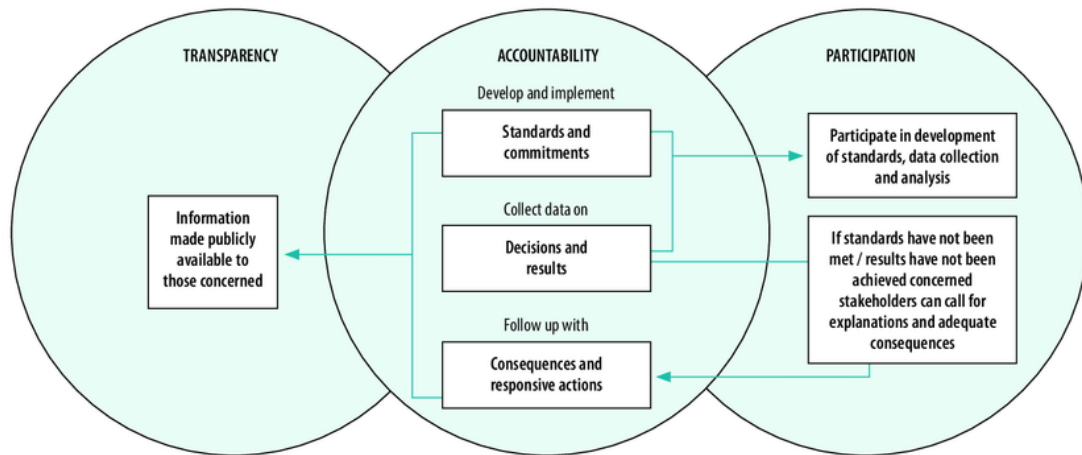 TRANSPARENCY
Information
made publicly
available to
those concerned
ACCOUNTABILITY
Develop and implement
Standards and
commitments
Collect data on
Decisions and
results
Follow up with
Consequences and
responsive actions
PARTICIPATION
Participate in development
of standards, data collection
and analysis
If standards have not been
met / results have not been
achieved concerned
stakeholders can call for
explanations and adequate
consequences